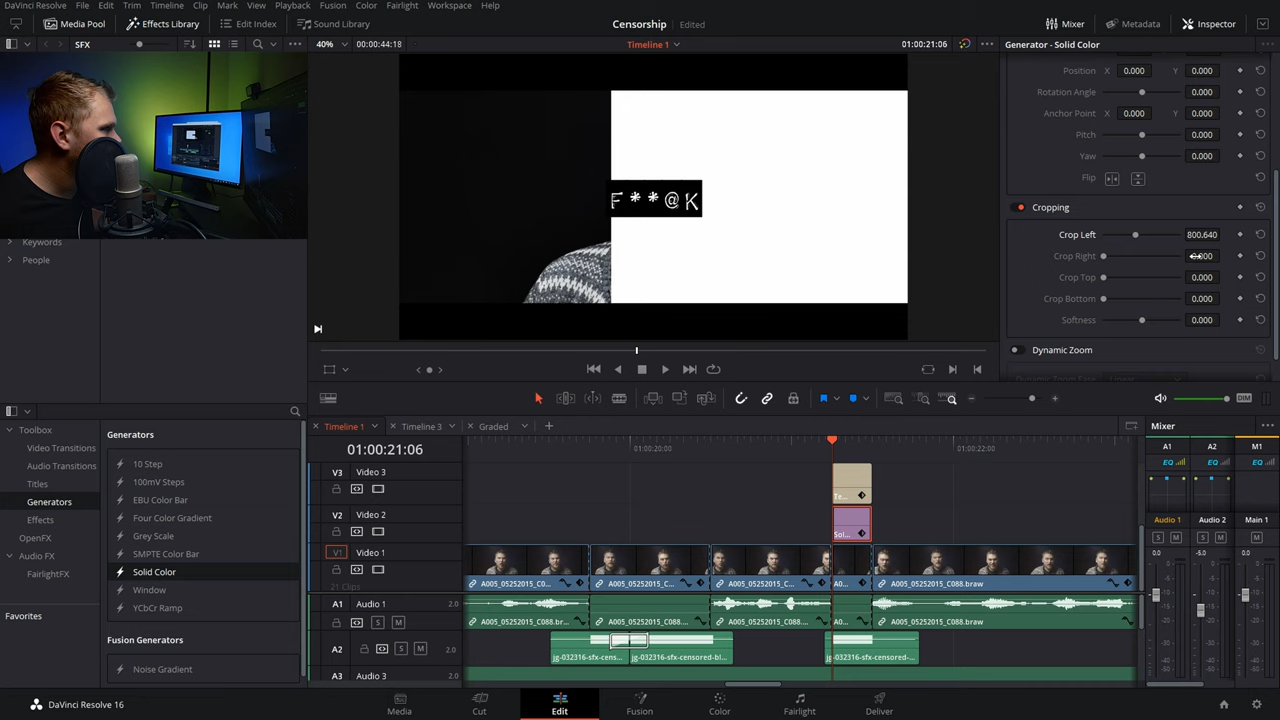 DaVinci Resolve File Edit Trim Timeline Clip Mark View Playback Fusion Color Fairlight Workspace Help
Media Pool Effects Library Edit Index Sound Library Censorship Edited Mixer Metadata Inspector
SFX 40% 00:00:44:18 Timeline 1 01:00:21:06 Generator - Solid Color
Position X 0.000 Y 0.000
Rotation Angle 0.000
Anchor Point X 0.000 Y 0.000
Pitch 0.000
Yaw 0.000
Flip
Cropping
Crop Left 800.640
Crop Right
Crop Top 0.000
Crop Bottom 0.000
Softness 0.000
Dynamic Zoom
F**@K
Keywords
People
Toolbox
Video Transitions
Audio Transitions
Titles
Generators
Effects
OpenFX
Audio FX
FairlightFX
Favorites
Generators
10 Step
100mV Steps
EBU Color Bar
Four Color Gradient
Grey Scale
SMPTE Color Bar
Solid Color
Window
YCbCr Ramp
Fusion Generators
Noise Gradient
Timeline 1 Timeline 3 Graded
01:00:21:06 01:00:20:00 01:00:22:00
V3 Video 3 Te...
V2 Video 2 Sol...
V1 Video 1
21 Clips A005_05252015_C0... A005_05252015_C... A005_05252015_C... A0... A005_05252015_C088.braw
A1 Audio 1 2.0
S M A005_05252015_C088.br... A005_05252015_C088.... A005_05252015_C... A0... A005_05252015_C088.braw
A2 S M 2.0 jg-032316-sfx-cens... jg-032316-sfx-censored-bl... jg-032316-sfx-censored-...
A3 Audio 3 2.0
DIM
Mixer
A1 A2 M1
EQ EQ EQ
Audio 1 Audio 2 Main 1
S M S M M
0.0 -5.0 0.0
DaVinci Resolve 16 Media Cut Edit Fusion Color Fairlight Deliver